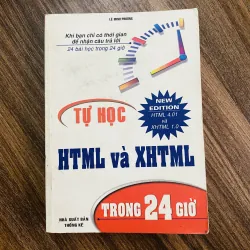 LÊ MINH PHƯƠNG
Khi bạn chỉ có thời gian
để nhận câu trả lời
24 bài học trong 24 giờ
TỰ HỌC
NEW
EDITION
HTML 4.01
và
XHTML 1.0
HTML và XHTML
TRONG 24 GIỜ
NHÀ XUẤT BẢN
THỐNG KÊ